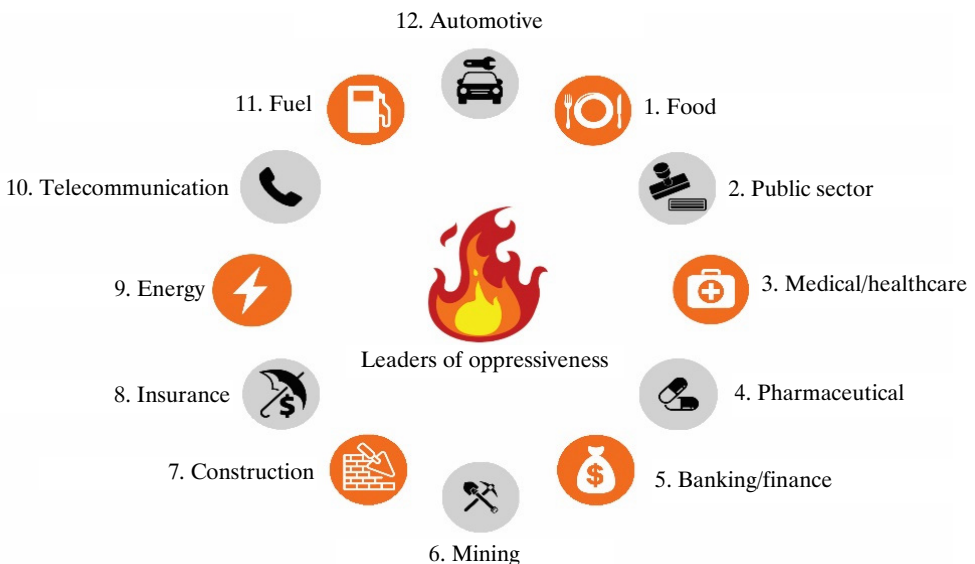 12. Automotive
11. Fuel
1. Food
10. Telecommunication
2. Public sector
9. Energy
3. Medical/healthcare
Leaders of oppressiveness
8. Insurance
4. Pharmaceutical
7. Construction
5. Banking/finance
$
$
6. Mining